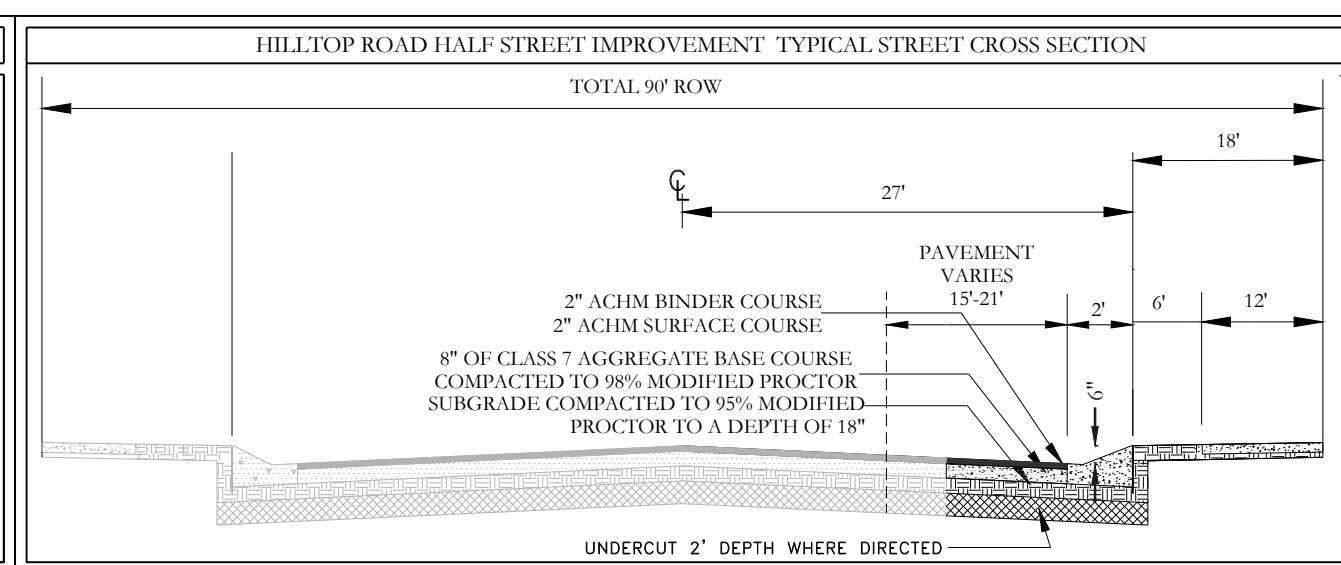 HILLTOP ROAD HALF STREET IMPROVEMENT TYPICAL STREET CROSS SECTION
TOTAL 90' ROW
18'
℄
27'
PAVEMENT
VARIES
15'-21'
2'
6'
12'
2" ACHM BINDER COURSE
2" ACHM SURFACE COURSE
8" OF CLASS 7 AGGREGATE BASE COURSE
COMPACTED TO 98% MODIFIED PROCTOR
SUBGRADE COMPACTED TO 95% MODIFIED
PROCTOR TO A DEPTH OF 18"
6"
UNDERCUT 2' DEPTH WHERE DIRECTED